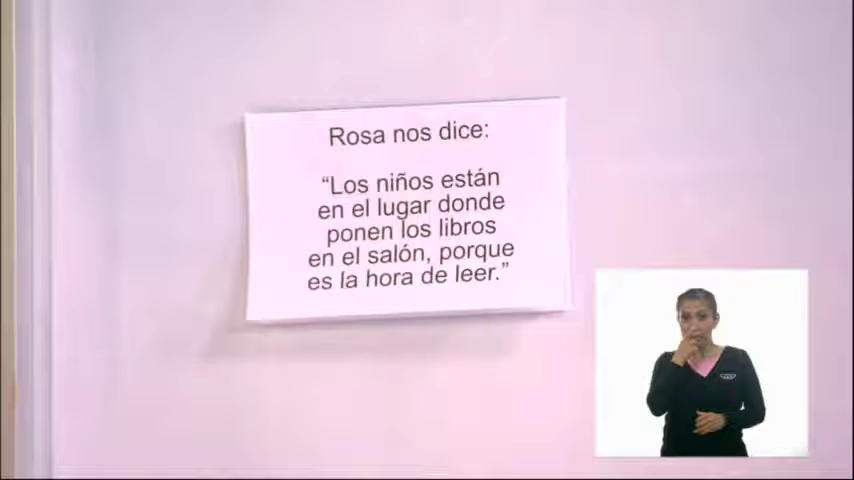 Rosa nos dice:
“Los niños están
en el lugar donde
ponen los libros
en el salón, porque
es la hora de leer.”